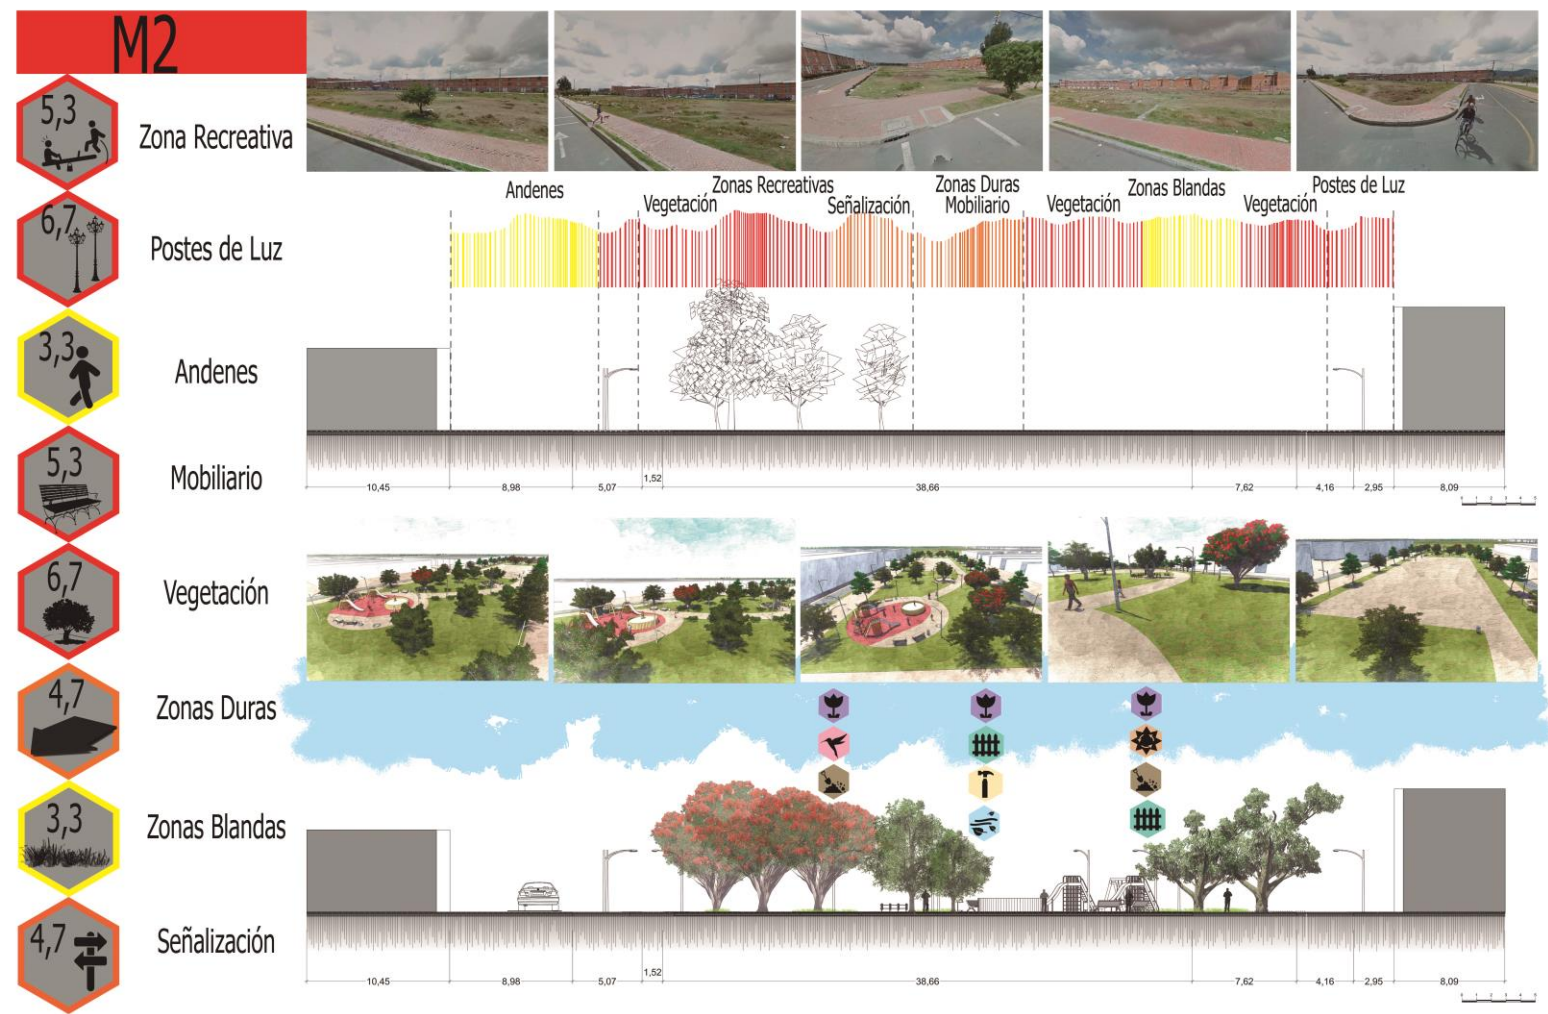 M2
5,3
Zona Recreativa
6,7
Postes de Luz
3,3
Andenes
5,3
Mobiliario
6,7
Vegetación
4,7
Zonas Duras
3,3
Zonas Blandas
4,7
Señalización
Andenes
Vegetación
Zonas Recreativas
Señalización
Zonas Duras
Mobiliario
Vegetación
Zonas Blandas
Vegetación
Postes de Luz
10,45
8,98
5,07
1,52
38,66
7,62
4,16
2,95
8,09
10,45
8,98
5,07
1,52
38,66
7,62
4,16
2,95
8,09